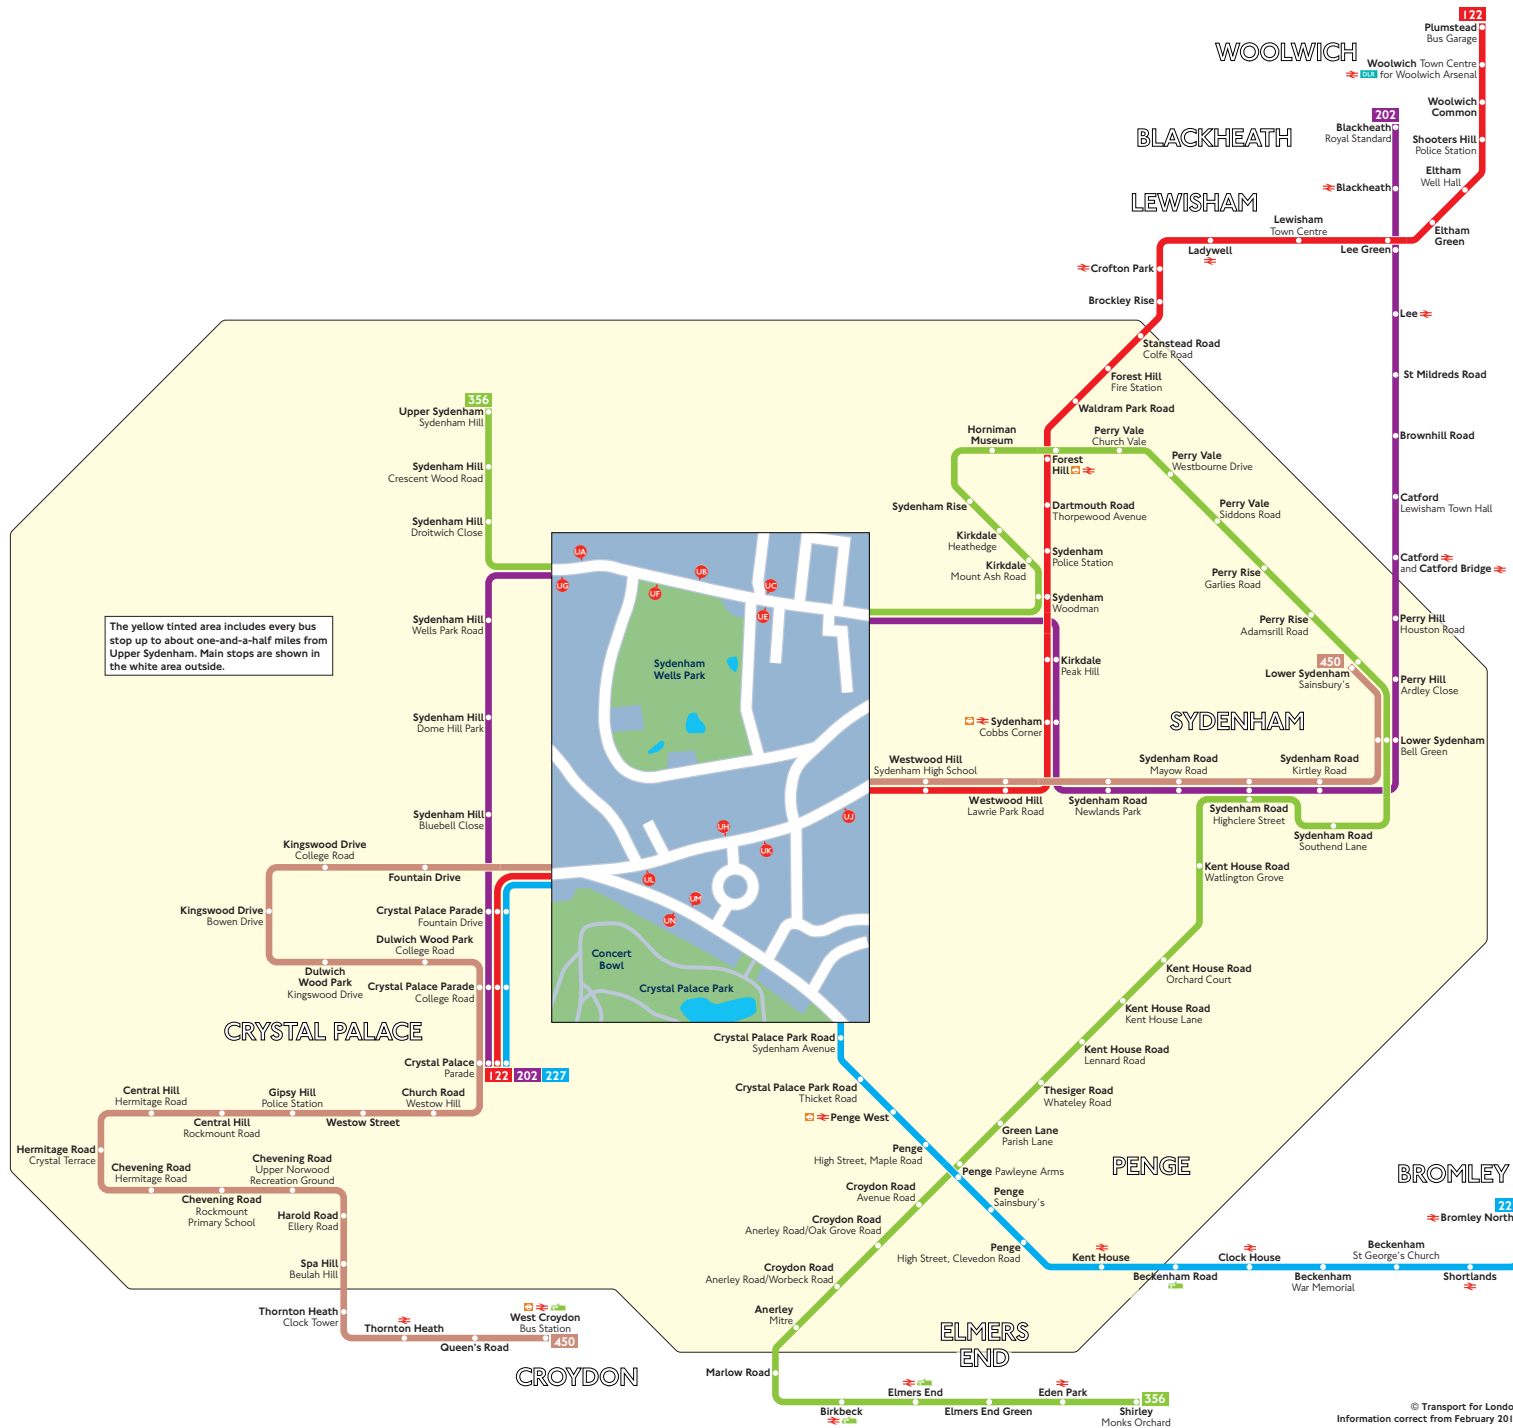 122
Plumstead
Bus Garage
WOOLWICH
Woolwich Town Centre
DLR for Woolwich Arsenal
Woolwich
Common
202
Blackheath
Royal Standard
BLACKHEATH
Shooters Hill
Police Station
Eltham
Well Hall
Blackheath
LEWISHAM
Lewisham
Town Centre
Eltham
Green
Ladywell
Lee Green
Crofton Park
Brockley Rise
Lee
Stanstead Road
Colfe Road
Forest Hill
Fire Station
St Mildreds Road
Waldram Park Road
356
Upper Sydenham
Sydenham Hill
Sydenham Hill
Crescent Wood Road
Sydenham Hill
Droitwich Close
Horniman
Museum
Perry Vale
Church Vale
Brownhill Road
Forest
Hill
Perry Vale
Westbourne Drive
Sydenham Rise
Dartmouth Road
Thorpewood Avenue
Perry Vale
Siddons Road
Catford
Lewisham Town Hall
Kirkdale
Heathedge
Sydenham
Police Station
Kirkdale
Mount Ash Road
Catford
and Catford Bridge
Perry Rise
Garlies Road
Sydenham
Woodman
Perry Rise
Adamsrill Road
Perry Hill
Houston Road
UA
UG
UB
UF
UC
UE
Sydenham Hill
Wells Park Road
The yellow tinted area includes every bus
stop up to about one-and-a-half miles from
Upper Sydenham. Main stops are shown in
the white area outside.
Sydenham
Wells Park
Kirkdale
Peak Hill
450
Lower Sydenham
Sainsbury's
Perry Hill
Ardley Close
Sydenham Hill
Dome Hill Park
Sydenham
Cobbs Corner
SYDENHAM
Lower Sydenham
Bell Green
Westwood Hill
Sydenham High School
Sydenham Road
Mayow Road
Sydenham Road
Kirtley Road
Westwood Hill
Lawrie Park Road
Sydenham Road
Newlands Park
Sydenham Road
Highclere Street
Sydenham Road
Southend Lane
Sydenham Hill
Bluebell Close
UJ
UH
UK
UL
UM
UN
Kingswood Drive
College Road
Fountain Drive
Kent House Road
Watlington Grove
Kingswood Drive
Bowen Drive
Crystal Palace Parade
Fountain Drive
Dulwich Wood Park
College Road
Dulwich
Wood Park
Kingswood Drive
Crystal Palace Parade
College Road
Concert
Bowl
Crystal Palace Park
Kent House Road
Orchard Court
Kent House Road
Kent House Lane
CRYSTAL PALACE
Crystal Palace Park Road
Sydenham Avenue
Kent House Road
Lennard Road
Crystal Palace
Parade
122
202
227
Crystal Palace Park Road
Thicket Road
Thesiger Road
Whateley Road
Central Hill
Hermitage Road
Gipsy Hill
Police Station
Church Road
Westow Hill
Central Hill
Rockmount Road
Westow Street
Penge West
Green Lane
Parish Lane
Hermitage Road
Crystal Terrace
Penge
High Street, Maple Road
Chevening Road
Hermitage Road
Chevening Road
Upper Norwood
Recreation Ground
Penge Pawleyne Arms
PENGE
BROMLEY
Chevening Road
Rockmount
Primary School
Croydon Road
Avenue Road
Penge
Sainsbury's
22
Bromley North
Harold Road
Ellery Road
Croydon Road
Anerley Road/Oak Grove Road
Penge
High Street, Clevedon Road
Kent House
Clock House
Beckenham
St George's Church
Spa Hill
Beulah Hill
Croydon Road
Anerley Road/Worbeck Road
Beckenham Road
Beckenham
War Memorial
Shortlands
Thornton Heath
Clock Tower
Thornton Heath
West Croydon
Bus Station
450
Queen's Road
Anerley
Mitre
ELMERS
END
CROYDON
Marlow Road
Elmers End
Eden Park
356
Birkbeck
Elmers End Green
Shirley
Monks Orchard
© Transport for Londo
Information correct from February 201